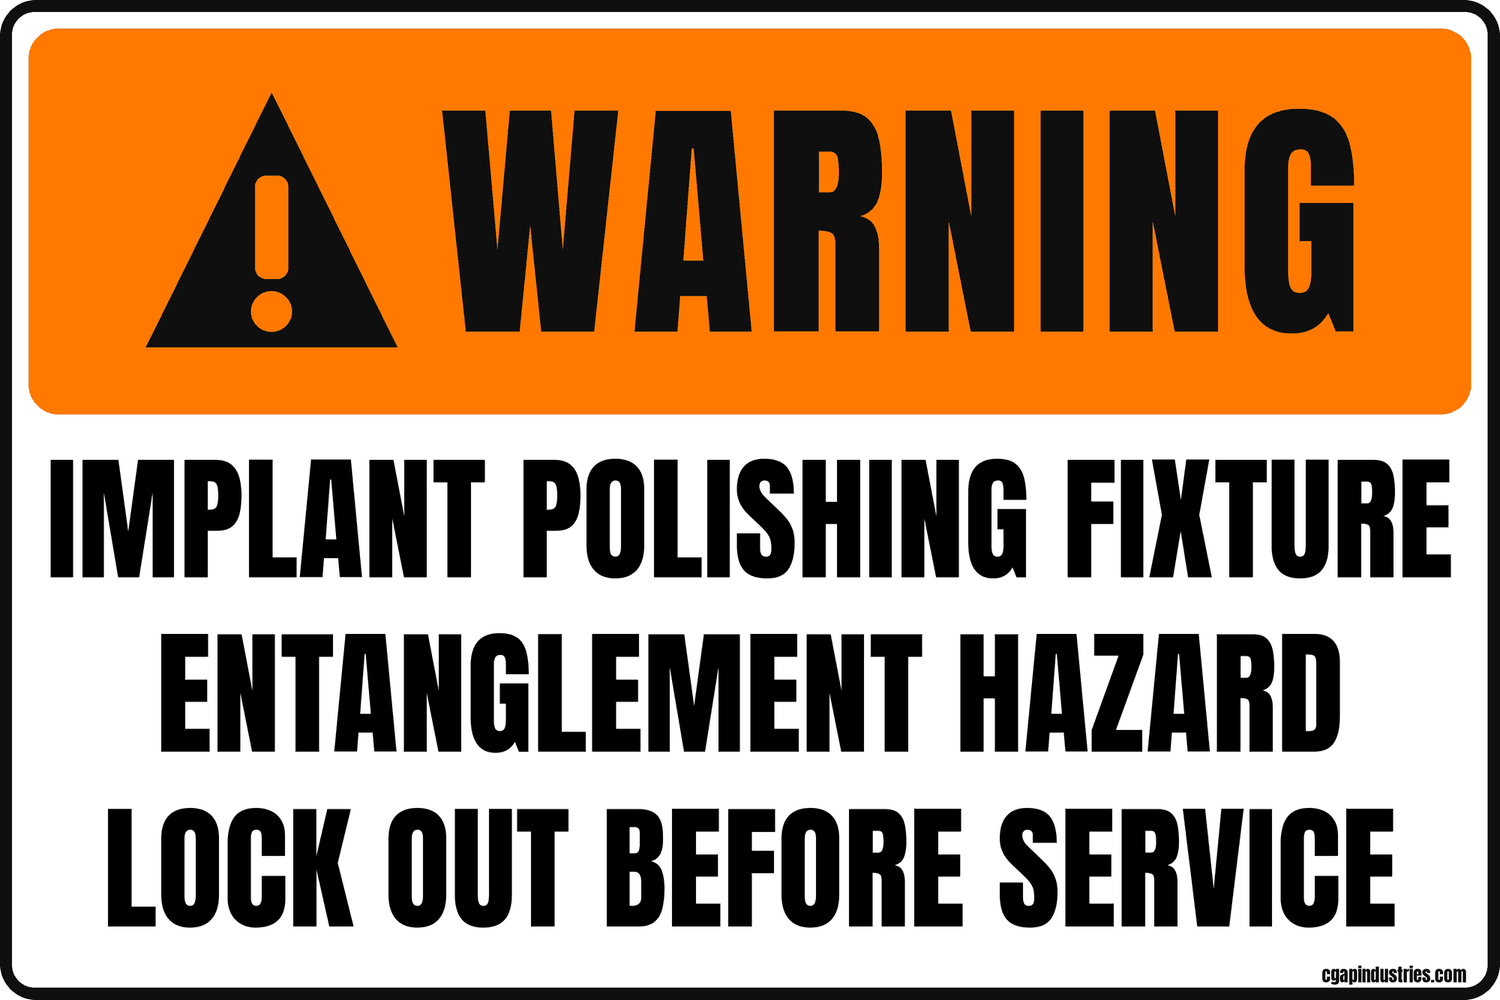 WARNING
IMPLANT POLISHING FIXTURE
ENTANGLEMENT HAZARD
LOCK OUT BEFORE SERVICE
cgapindustries.com